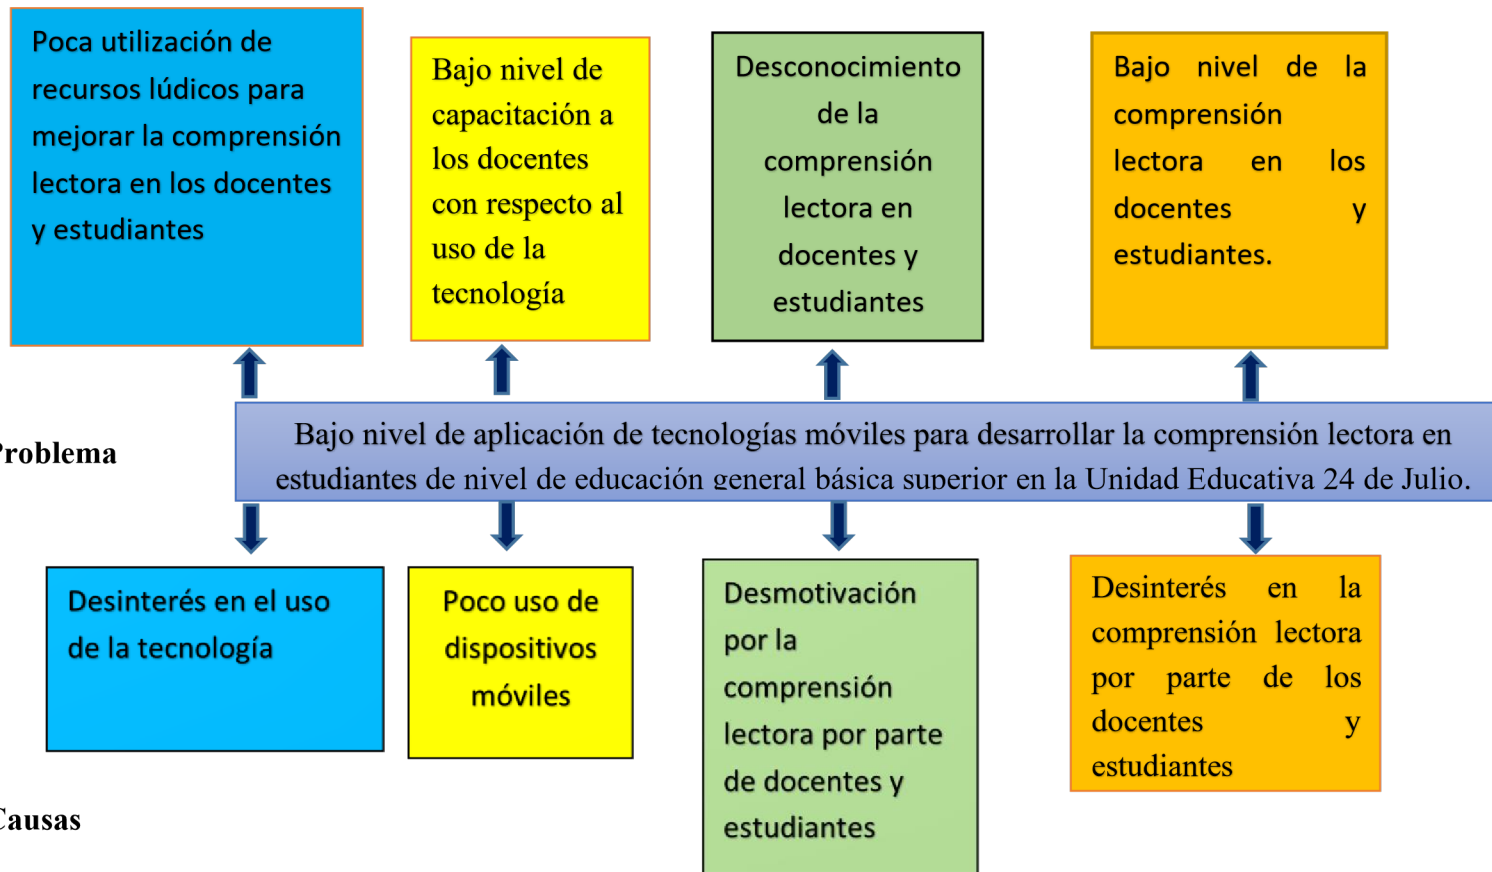 Poca utilización de
recursos lúdicos para
mejorar la comprensión
lectora en los docentes
y estudiantes
Bajo nivel de
capacitación a
los docentes
con respecto al
uso de la
tecnología
Desconocimiento
de la
comprensión
lectora en
docentes y
estudiantes
Bajo nivel de la
comprensión
lectora en los
docentes y
estudiantes.
Problema
Bajo nivel de aplicación de tecnologías móviles para desarrollar la comprensión lectora en
estudiantes de nivel de educación general básica superior en la Unidad Educativa 24 de Julio.
Desinterés en el uso
de la tecnología
Poco uso de
dispositivos
móviles
Desmotivación
por la
comprensión
lectora por parte
de docentes y
estudiantes
Desinterés en la
comprensión lectora
por parte de los
docentes y
estudiantes
Causas